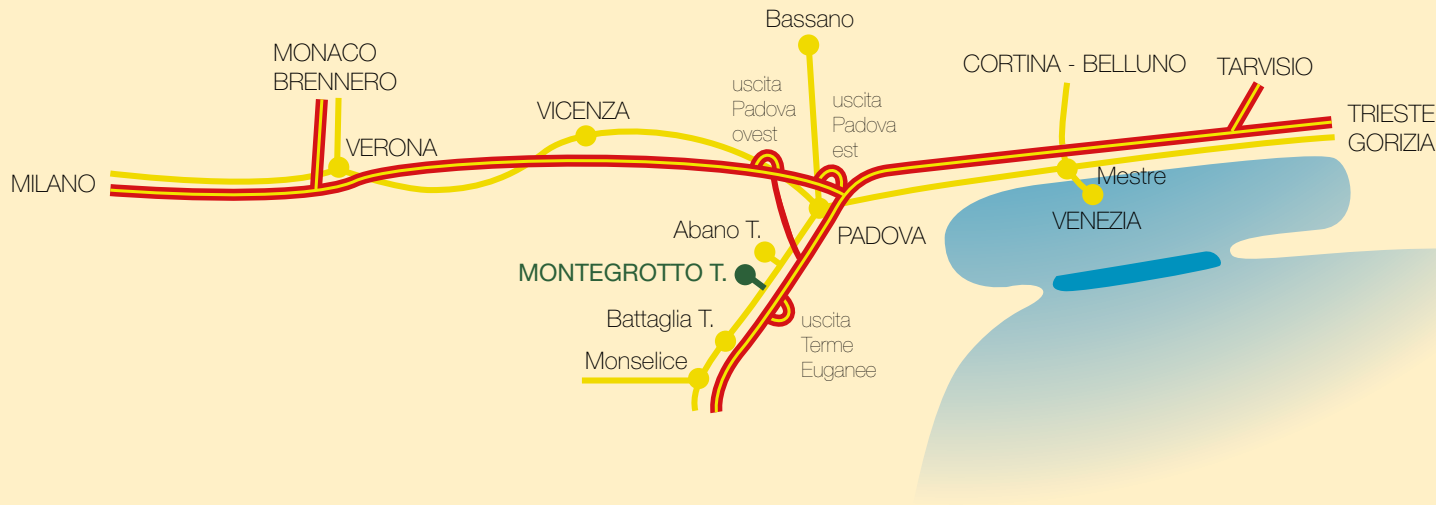 Bassano
MONACO
BRENNERO
CORTINA - BELLUNO
TARVISIO
uscita
Padova
ovest
uscita
Padova
est
VICENZA
TRIESTE
GORIZIA
VERONA
MILANO
Mestre
VENEZIA
PADOVA
Abano T.
MONTEGROTTO T.
Battaglia T.
uscita
Terme
Euganee
Monselice